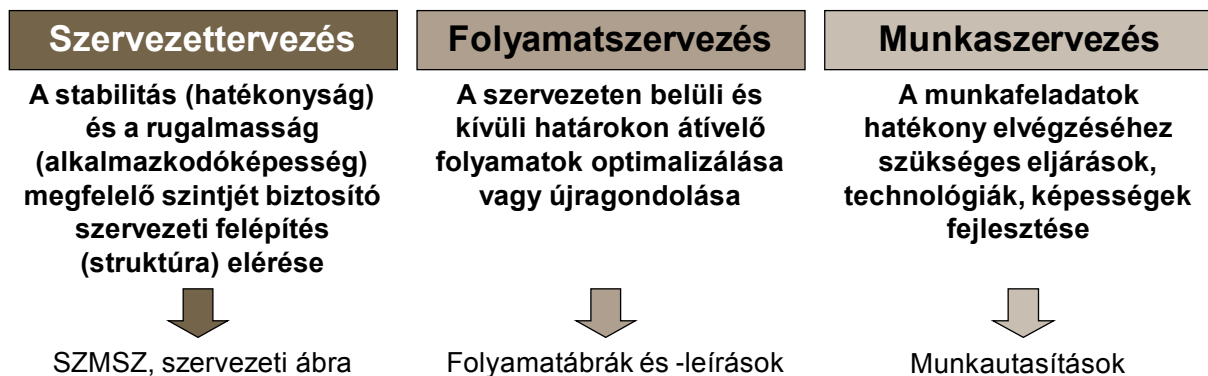 Szervezettervezés
A stabilitás (hatékonyság)
és a rugalmasság
(alkalmazkodóképesség)
megfelelő szintjét biztosító
szervezeti felépítés
(struktúra) elérése
SZMSZ, szervezeti ábra
Folyamatszervezés
A szervezeten belüli és
kívüli határokon átívelő
folyamatok optimalizálása
vagy újragondolása
Folyamatábrák és -leírások
Munkaszervezés
A munkafeladatok
hatékony elvégzéséhez
szükséges eljárások,
technológiák, képességek
fejlesztése
Munkautasítások